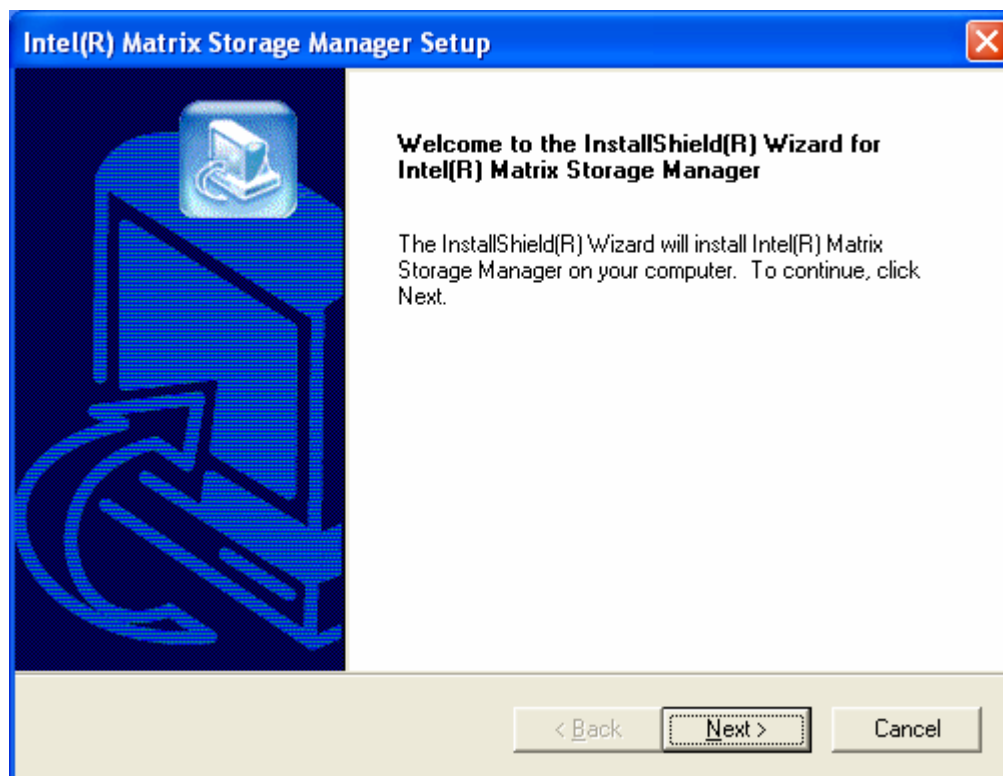 Intel(R) Matrix Storage Manager Setup
Welcome to the InstallShield(R) Wizard for
Intel(R) Matrix Storage Manager
The InstallShield(R) Wizard will install Intel(R) Matrix
Storage Manager on your computer.  To continue, click
Next.
< Back
Next >
Cancel